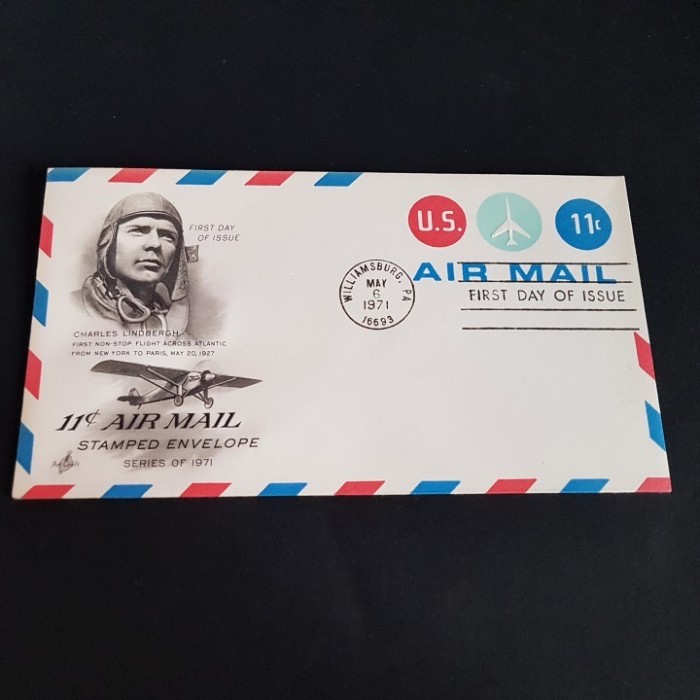 FIRST DAY
OF ISSUE
CHARLES LINDBERGH
FIRST NON-STOP FLIGHT ACROSS ATLANTIC
FROM NEW YORK TO PARIS, MAY 20, 1927
11¢ AIR MAIL
STAMPED ENVELOPE
SERIES OF 1971
ArtCraft
U.S.
11¢
AIR MAIL
WILLIAMSBURG, PA
MAY
6
1971
16693
FIRST DAY OF ISSUE